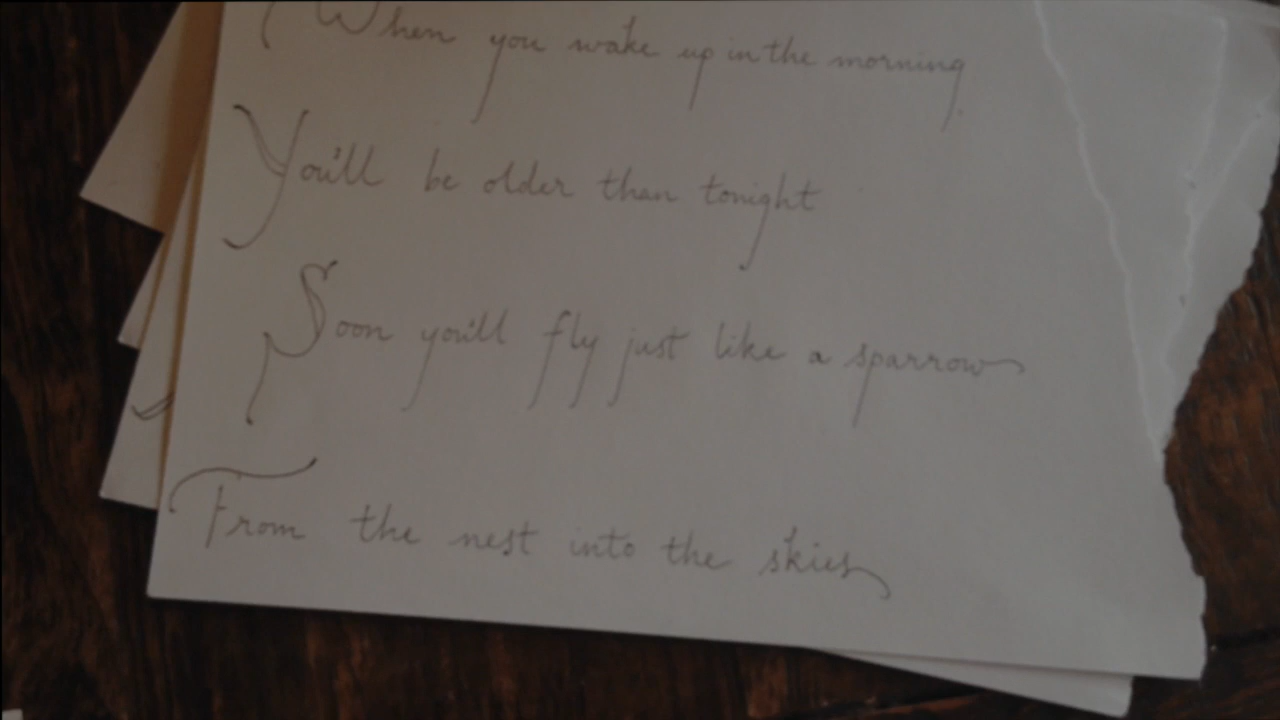 When you wake up in the morning
You'll be older than tonight
Soon you'll fly just like a sparrow
From the nest into the skies